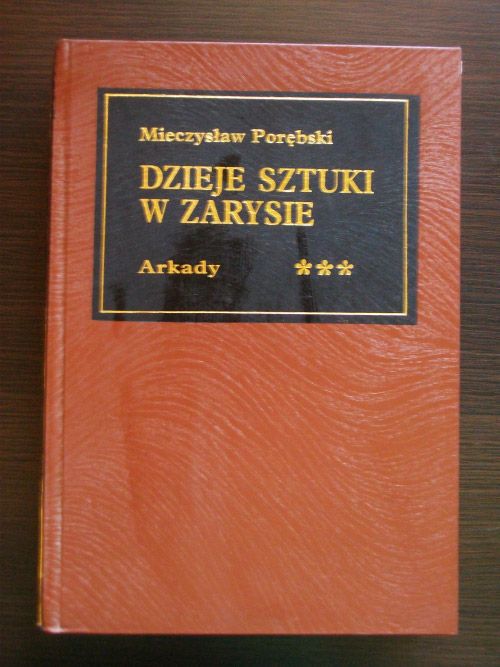 Mieczysław Porębski
DZIEJE SZTUKI
W ZARYSIE
Arkady ***